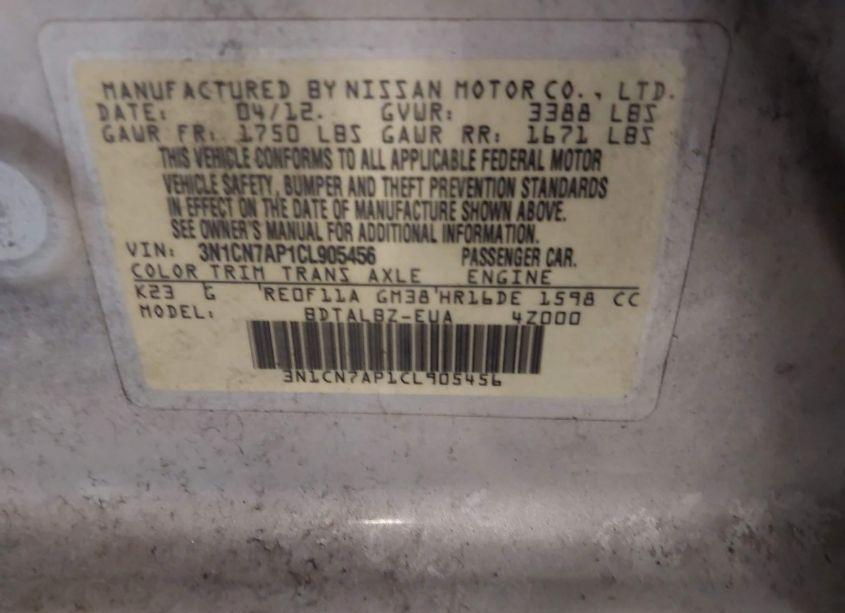 MANUFACTURED BY NISSAN MOTOR CO., LTD.
DATE: 04/12. GVWR: 3388 LBS
GAWR FR: 1750 LBS GAWR RR: 1671 LBS
THIS VEHICLE CONFORMS TO ALL APPLICABLE FEDERAL MOTOR
VEHICLE SAFETY, BUMPER AND THEFT PREVENTION STANDARDS
IN EFFECT ON THE DATE OF MANUFACTURE SHOWN ABOVE.
SEE OWNER'S MANUAL FOR ADDITIONAL INFORMATION.
VIN: 3N1CN7AP1CL905456 PASSENGER CAR.
COLOR TRIM TRANS AXLE ENGINE
K23 G RE0F11A GM38 HR16DE 1598 CC
MODEL: BDTALBZ-EUA 4Z000
3N1CN7AP1CL905456